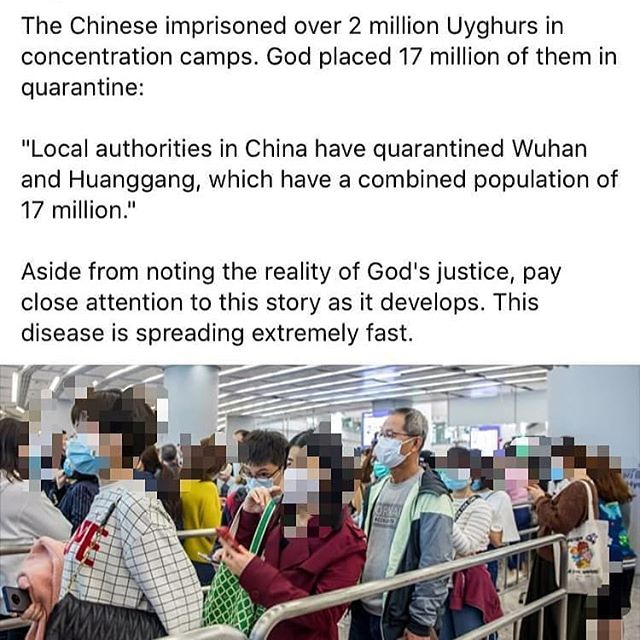 The Chinese imprisoned over 2 million Uyghurs in
concentration camps. God placed 17 million of them in
quarantine:
"Local authorities in China have quarantined Wuhan
and Huanggang, which have a combined population of
17 million."
Aside from noting the reality of God's justice, pay
close attention to this story as it develops. This
disease is spreading extremely fast.